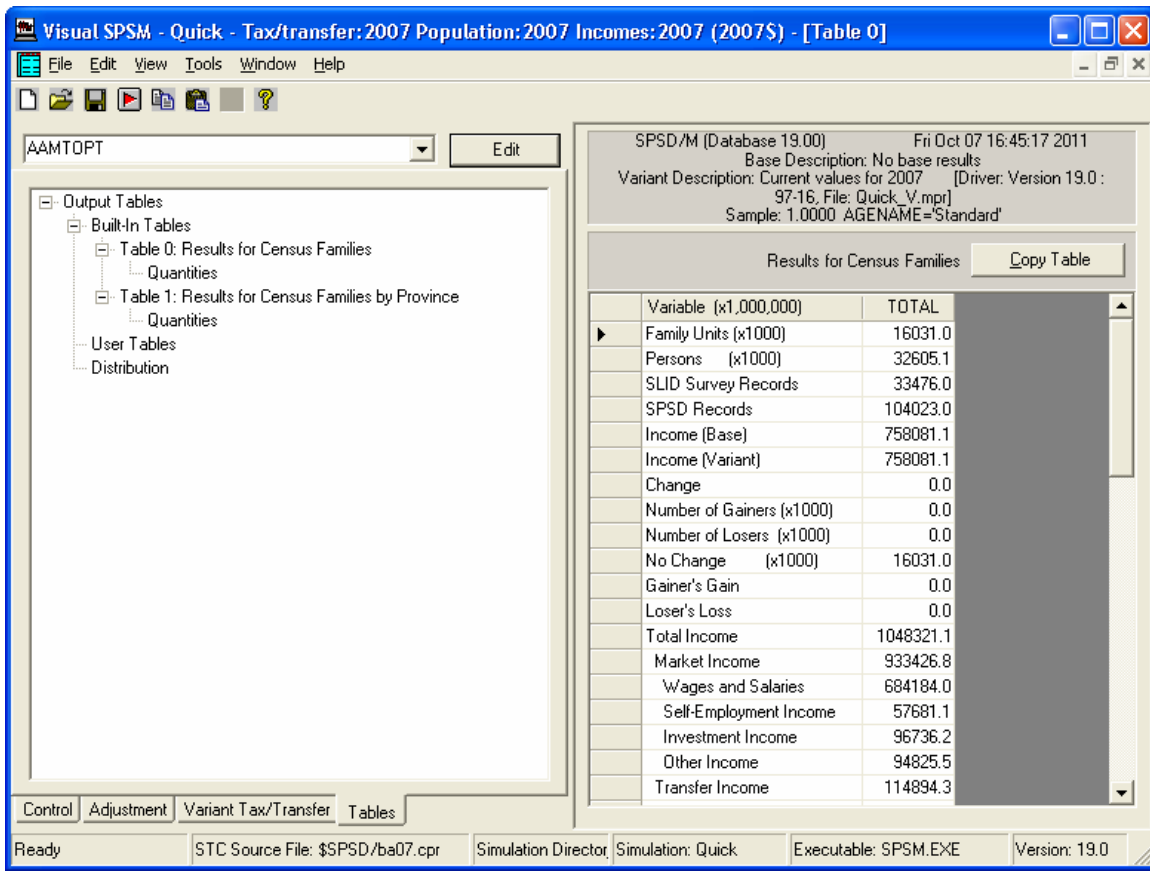 Visual SPSM - Quick - Tax/transfer:2007 Population:2007 Incomes:2007 (2007$) - [Table 0]
File Edit View Tools Window Help
AAMTOPT
Edit
Output Tables
Built-In Tables
Table 0: Results for Census Families
Quantities
Table 1: Results for Census Families by Province
Quantities
User Tables
Distribution
SPSD/M (Database 19.00) Fri Oct 07 16:45:17 2011
Base Description: No base results
Variant Description: Current values for 2007 [Driver: Version 19.0 :
97-16, File: Quick_V.mpr]
Sample: 1.0000 AGENAME='Standard'
Results for Census Families Copy Table
Variable (x1,000,000) TOTAL
Family Units (x1000) 16031.0
Persons (x1000) 32605.1
SLID Survey Records 33476.0
SPSD Records 104023.0
Income (Base) 758081.1
Income (Variant) 758081.1
Change 0.0
Number of Gainers (x1000) 0.0
Number of Losers (x1000) 0.0
No Change (x1000) 16031.0
Gainer's Gain 0.0
Loser's Loss 0.0
Total Income 1048321.1
Market Income 933426.8
Wages and Salaries 684184.0
Self-Employment Income 57681.1
Investment Income 96736.2
Other Income 94825.5
Transfer Income 114894.3
Control Adjustment Variant Tax/Transfer Tables
Ready STC Source File: $SPSD/ba07.cpr Simulation Director Simulation: Quick Executable: SPSM.EXE Version: 19.0